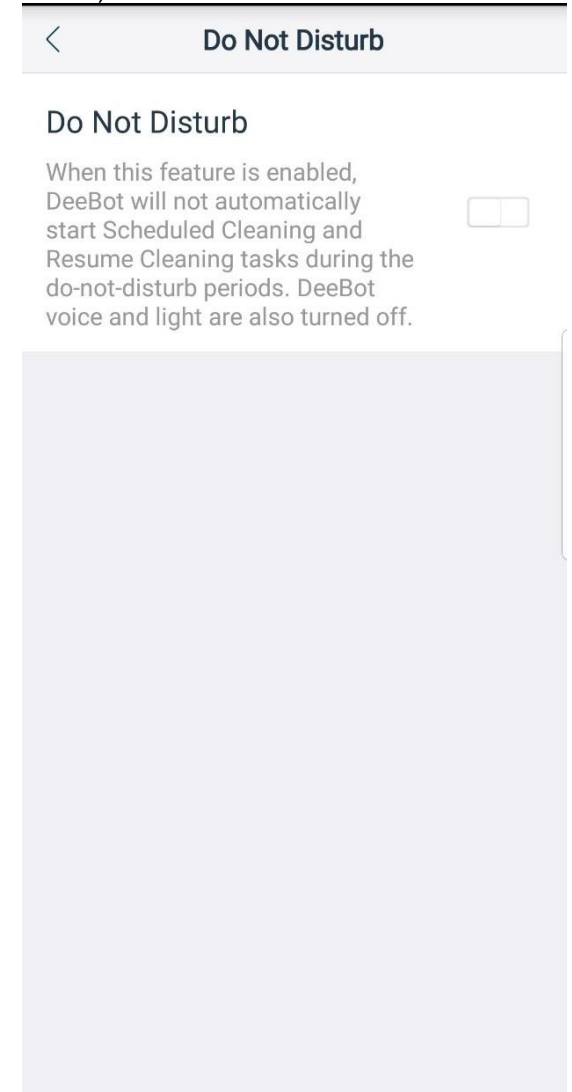 Do Not Disturb
Do Not Disturb
When this feature is enabled,
DeeBot will not automatically
start Scheduled Cleaning and
Resume Cleaning tasks during the
do-not-disturb periods. DeeBot
voice and light are also turned off.